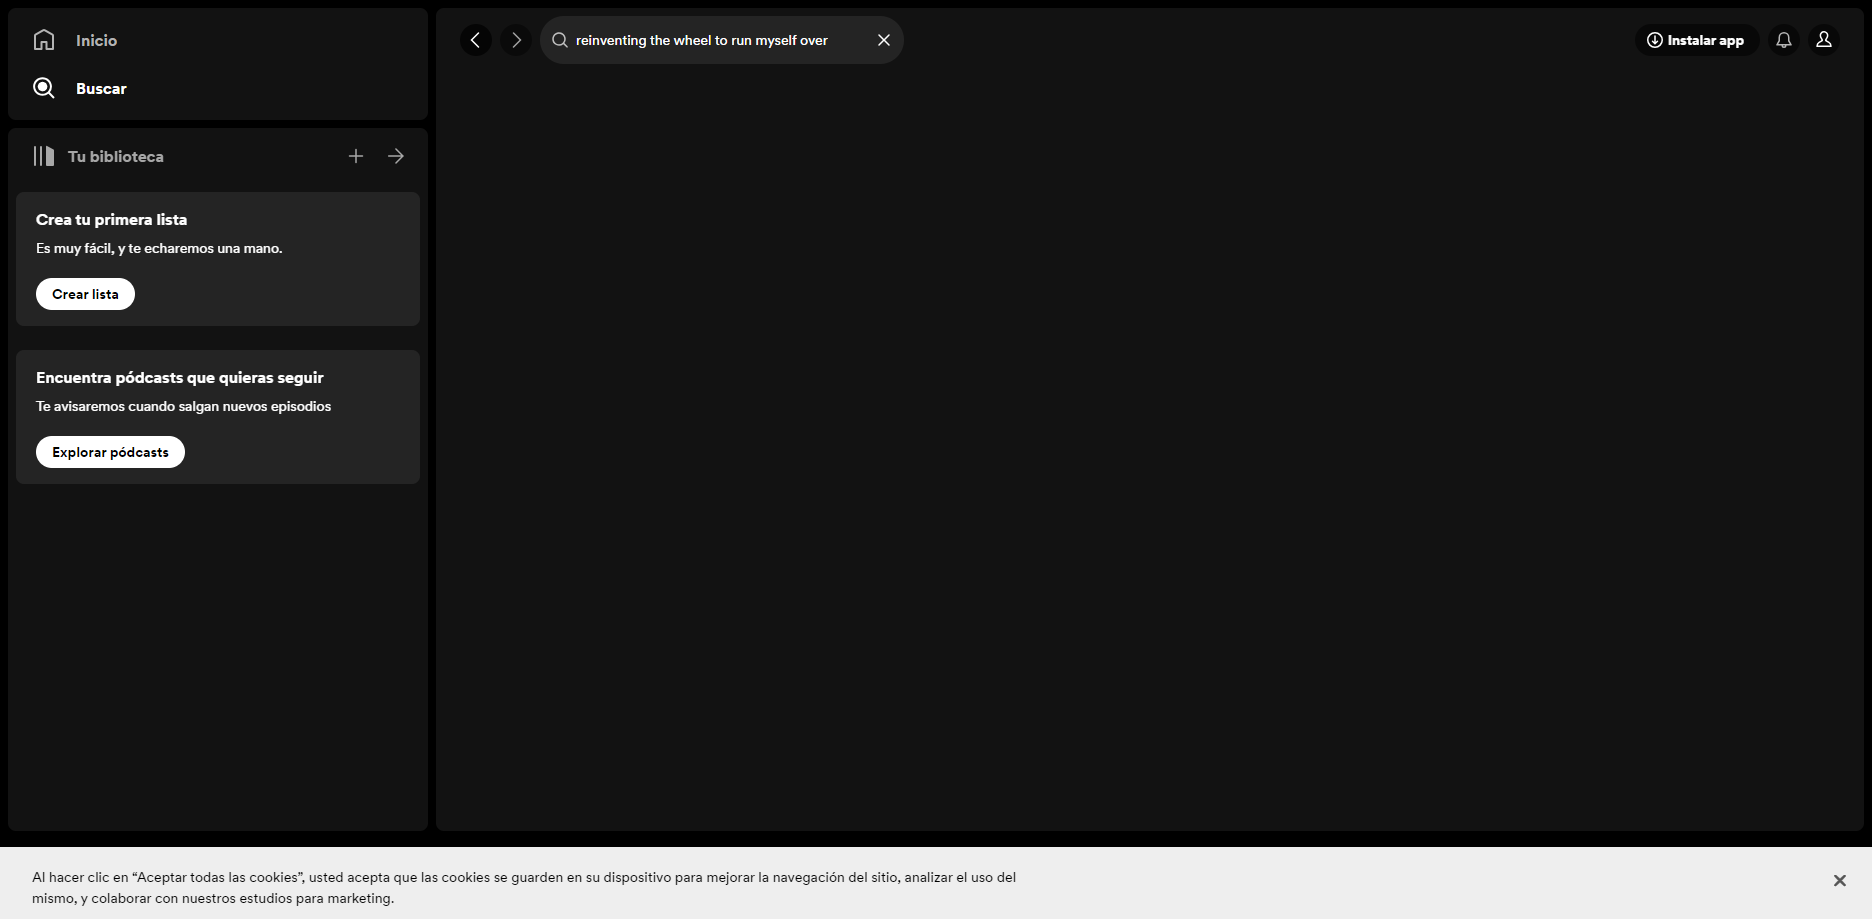 Inicio
Buscar
Tu biblioteca
Crea tu primera lista
Es muy fácil, y te echaremos una mano.
Crear lista
Encuentra pódcasts que quieras seguir
Te avisaremos cuando salgan nuevos episodios
Explorar pódcasts
reinventing the wheel to run myself over
Instalar app
Al hacer clic en “Aceptar todas las cookies”, usted acepta que las cookies se guarden en su dispositivo para mejorar la navegación del sitio, analizar el uso del
mismo, y colaborar con nuestros estudios para marketing.